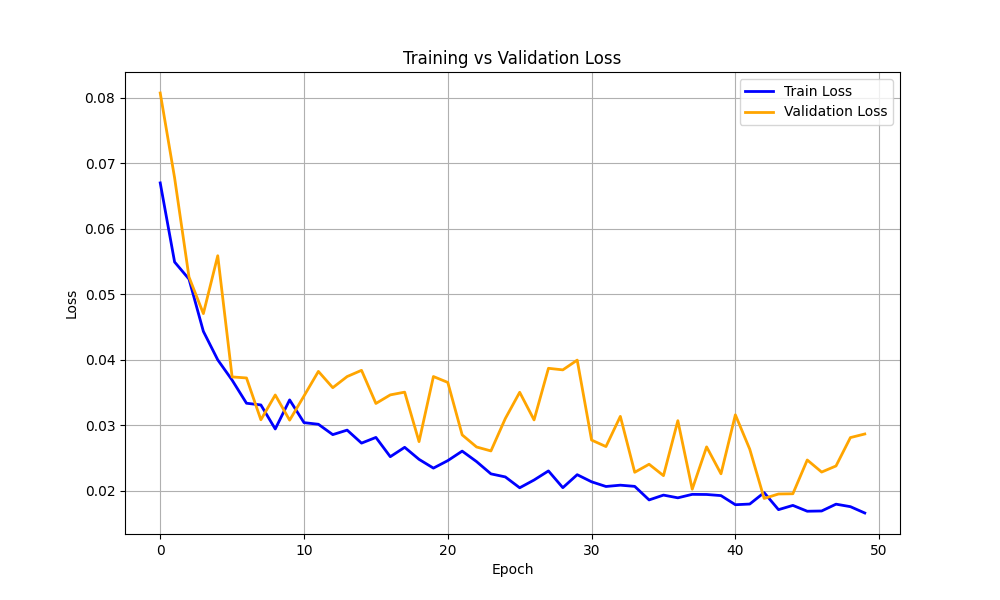 Training vs Validation Loss
Train Loss
Validation Loss
0.08
0.07
0.06
0.05
0.04
0.03
0.02
Loss
0 10 20 30 40 50
Epoch